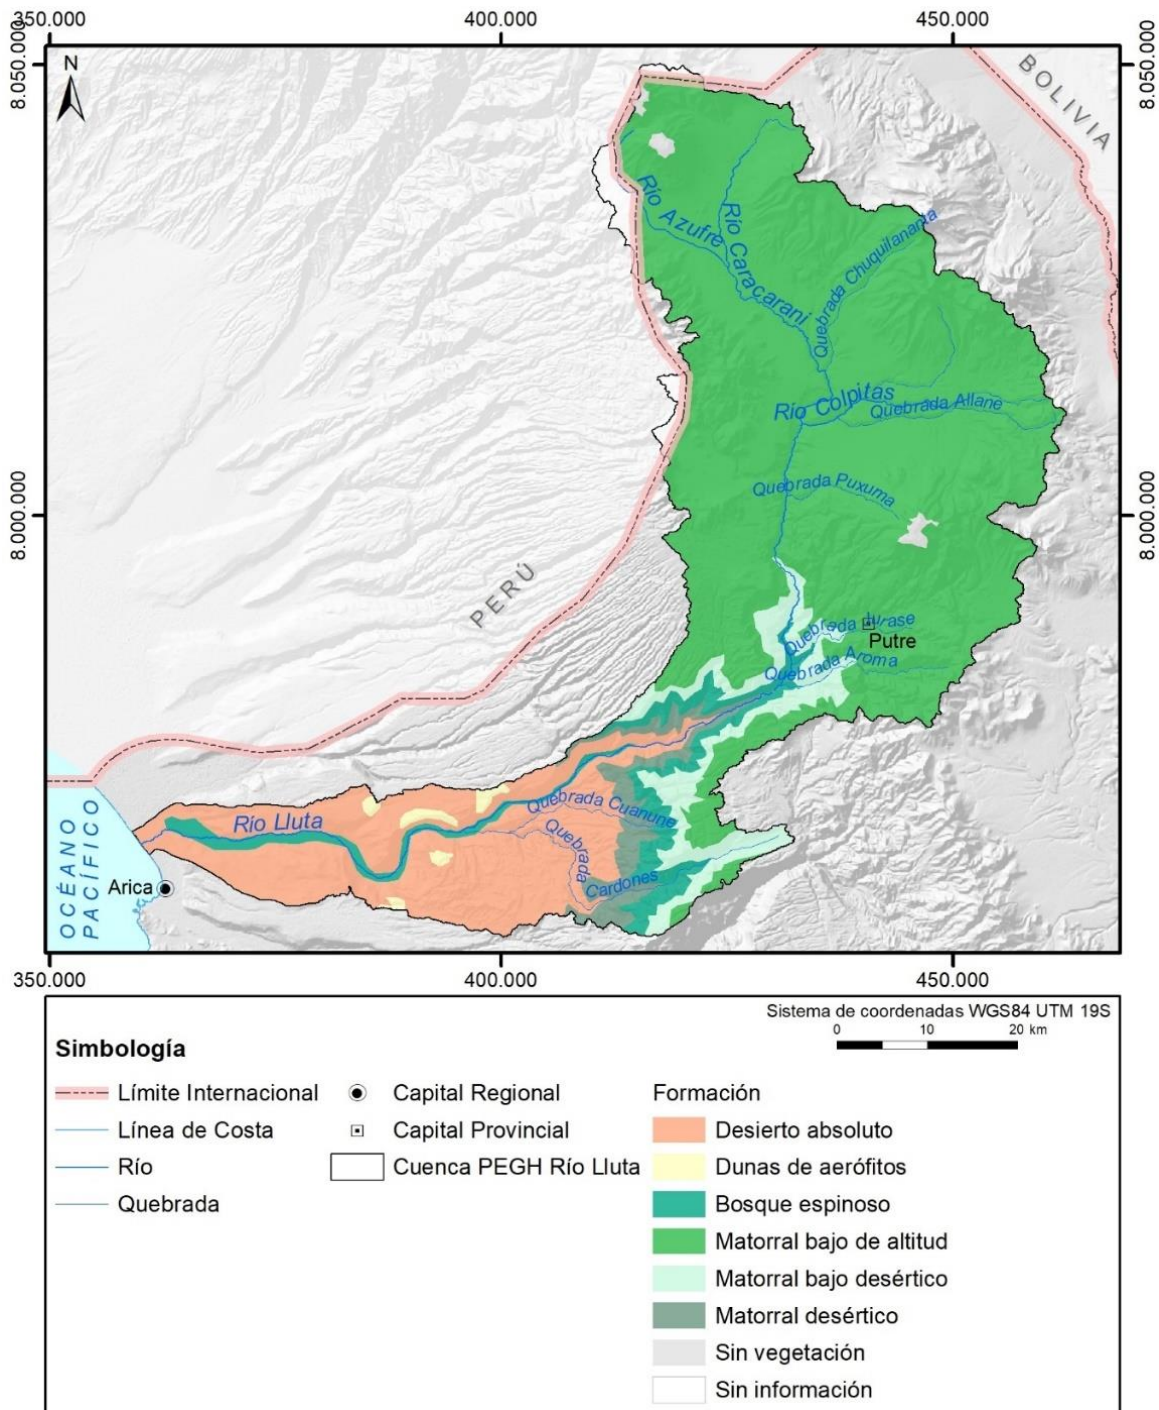 350.000
400.000
450.000
8.050.000
8.050.000
N
BOLIVIA
Río Azufre
Río Caracarani
Quebrada Chuquilananta
Río Colpitas
Quebrada Allane
8.000.000
8.000.000
Quebrada Puxuma
PERÚ
Quebrada Jurase
Putre
Quebrada Aroma
OCÉANO
PACÍFICO
Río Lluta
Quebrada Cuanune
Quebrada
Cardones
Arica
350.000
400.000
450.000
Sistema de coordenadas WGS84 UTM 19S
0 10 20 km
Simbología
Límite Internacional
Línea de Costa
Río
Quebrada
Capital Regional
Capital Provincial
Cuenca PEGH Río Lluta
Formación
Desierto absoluto
Dunas de aerófitos
Bosque espinoso
Matorral bajo de altitud
Matorral bajo desértico
Matorral desértico
Sin vegetación
Sin información